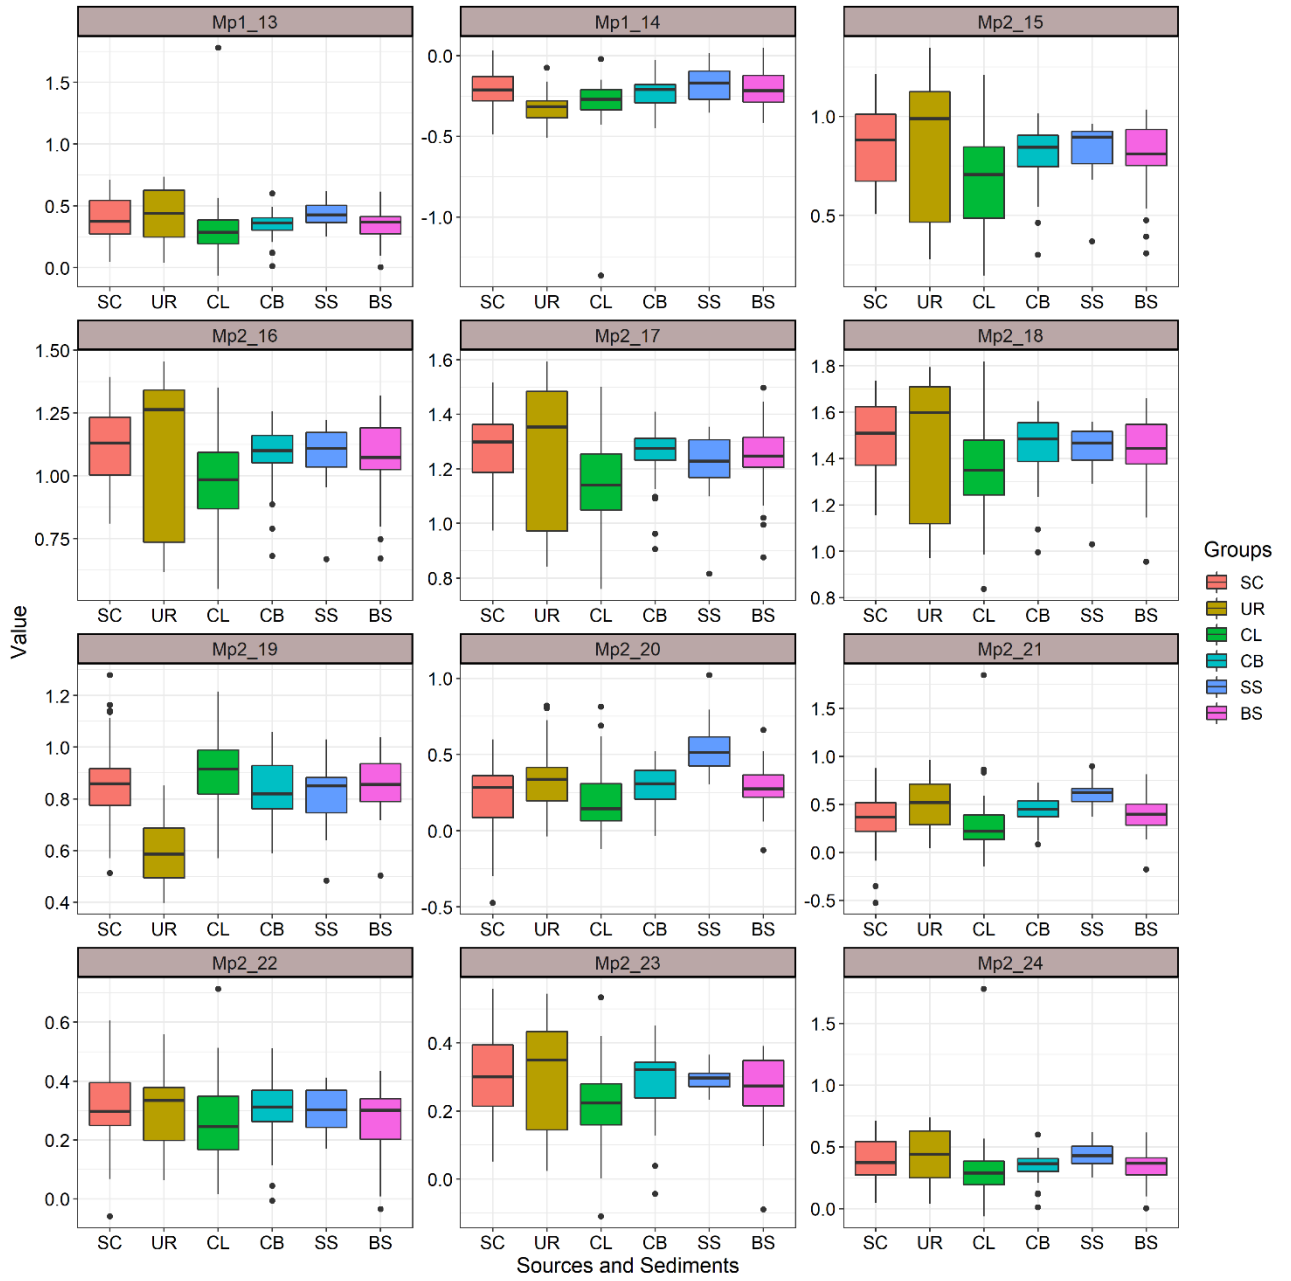 Mp1_13 Mp1_14 Mp2_15
1.5 1.0 0.5 0.0
0.0 -0.5 -1.0
1.0 0.5
SC UR CL CB SS BS SC UR CL CB SS BS SC UR CL CB SS BS
Mp2_16 Mp2_17 Mp2_18
1.50 1.25 1.00 0.75
1.6 1.4 1.2 1.0 0.8
1.8 1.6 1.4 1.2 1.0 0.8
SC UR CL CB SS BS SC UR CL CB SS BS SC UR CL CB SS BS
Mp2_19 Mp2_20 Mp2_21
1.2 1.0 0.8 0.6 0.4
1.0 0.5 0.0 -0.5
1.5 1.0 0.5 0.0 -0.5
SC UR CL CB SS BS SC UR CL CB SS BS SC UR CL CB SS BS
Mp2_22 Mp2_23 Mp2_24
0.6 0.4 0.2 0.0
0.4 0.2 0.0
1.5 1.0 0.5 0.0
SC UR CL CB SS BS SC UR CL CB SS BS SC UR CL CB SS BS
Value
Sources and Sediments
Groups
SC
UR
CL
CB
SS
BS